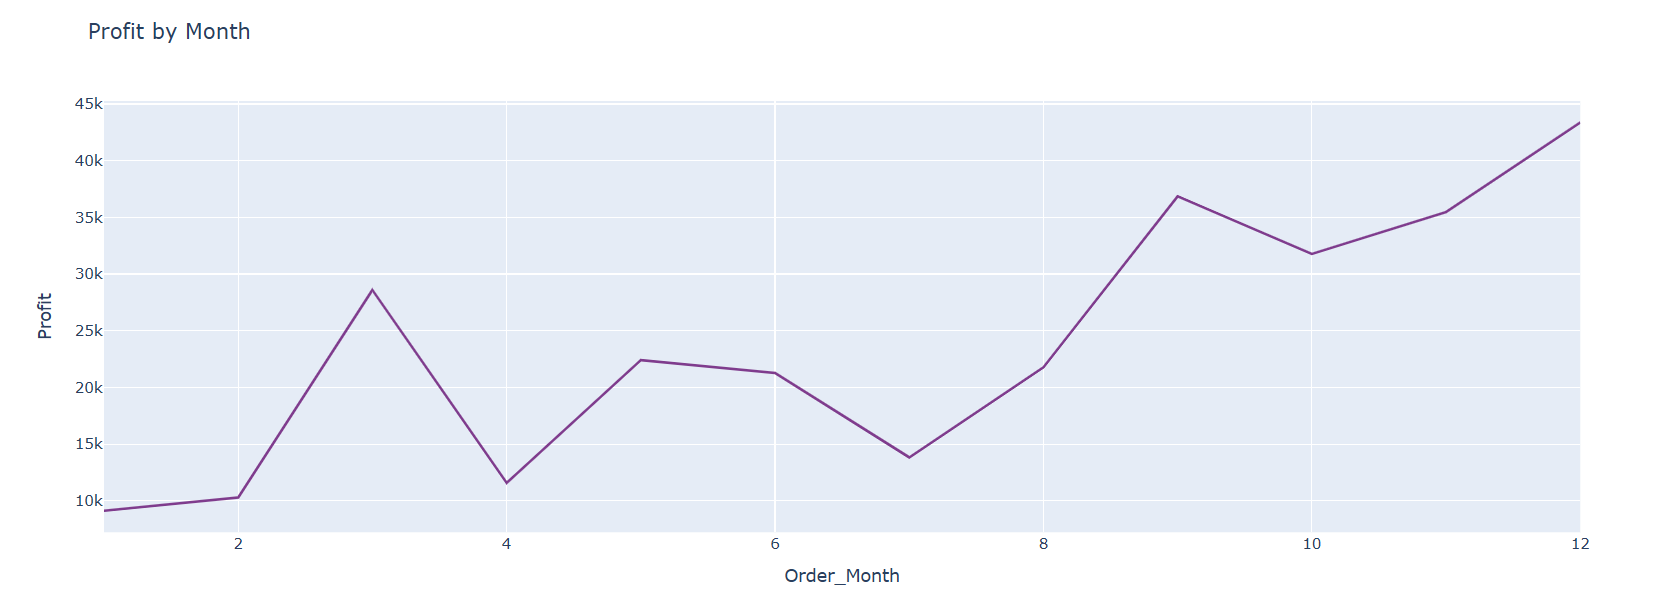 Profit by Month
45k
40k
35k
30k
25k
20k
15k
10k
Profit
2 4 6 8 10 12
Order_Month